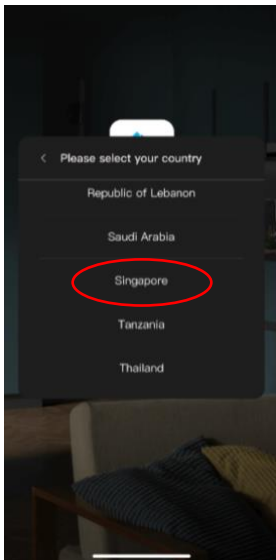 Please select your country
Republic of Lebanon
Saudi Arabia
Singapore
Tanzania
Thailand